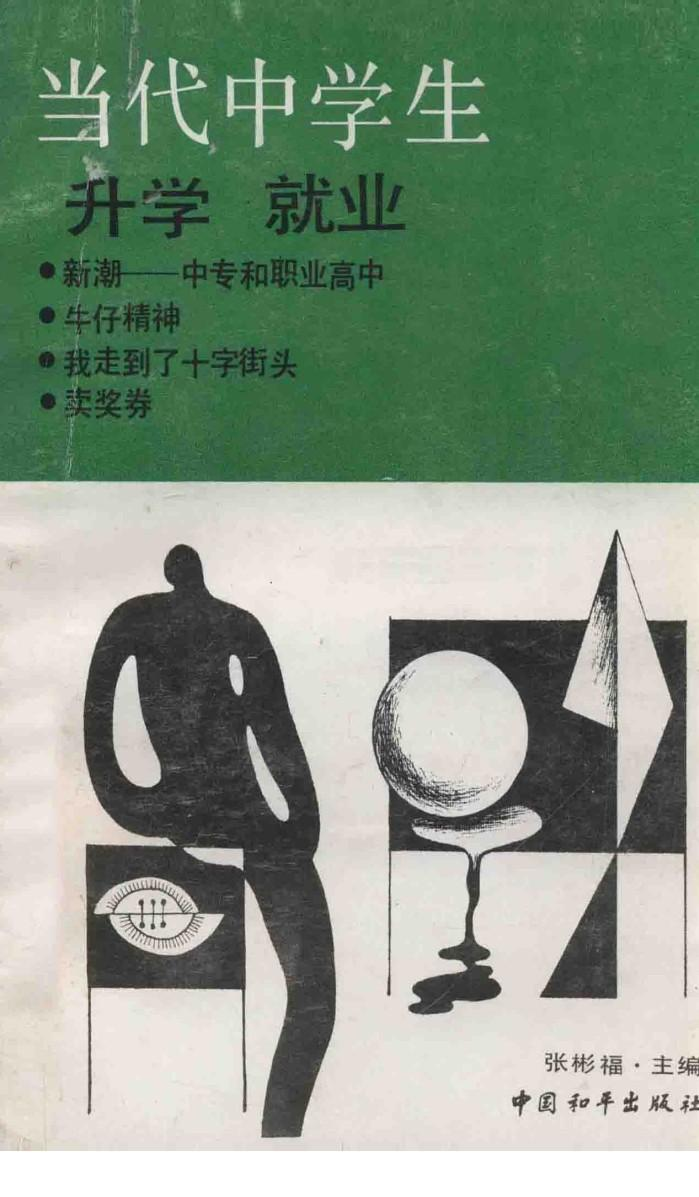 当代中学生
升学 就业
●新潮——中专和职业高中
●牛仔精神
●我走到了十字街头
●卖奖券
张彬福·主编
中国和平出版社